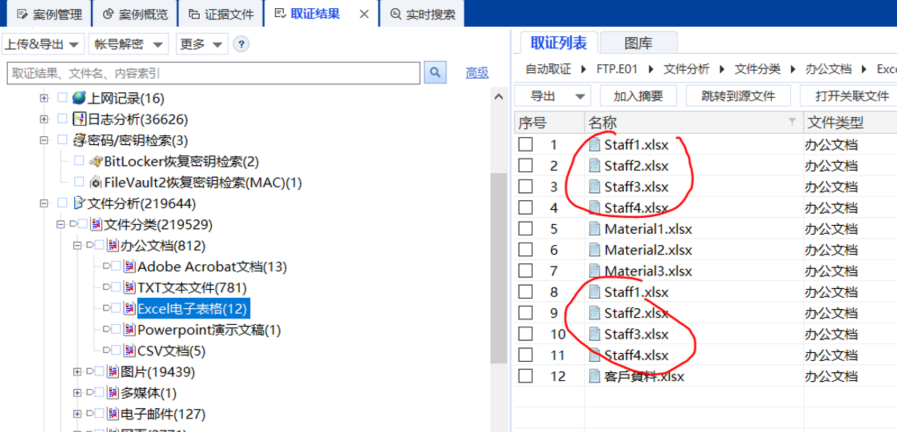 案例管理 案例概览 证据文件 取证结果 实时搜索
上传&导出 帐号解密 更多 ?
取证结果、文件名、内容索引 高级
上网记录(16)
日志分析(36626)
密码/密钥检索(3)
BitLocker恢复密钥检索(2)
FileVault2恢复密钥检索(MAC)(1)
文件分析(219644)
文件分类(219529)
办公文档(812)
Adobe Acrobat文档(13)
TXT文本文件(781)
Excel电子表格(12)
Powerpoint演示文稿(1)
CSV文档(5)
图片(19439)
多媒体(1)
电子邮件(127)
取证列表 图库
自动取证 FTP.E01 文件分析 文件分类 办公文档 Exc
导出 加入摘要 跳转到源文件 打开关联文件
序号 名称 文件类型
1 Staff1.xlsx 办公文档
2 Staff2.xlsx 办公文档
3 Staff3.xlsx 办公文档
4 Staff4.xlsx 办公文档
5 Material1.xlsx 办公文档
6 Material2.xlsx 办公文档
7 Material3.xlsx 办公文档
8 Staff1.xlsx 办公文档
9 Staff2.xlsx 办公文档
10 Staff3.xlsx 办公文档
11 Staff4.xlsx 办公文档
12 客戶資料.xlsx 办公文档